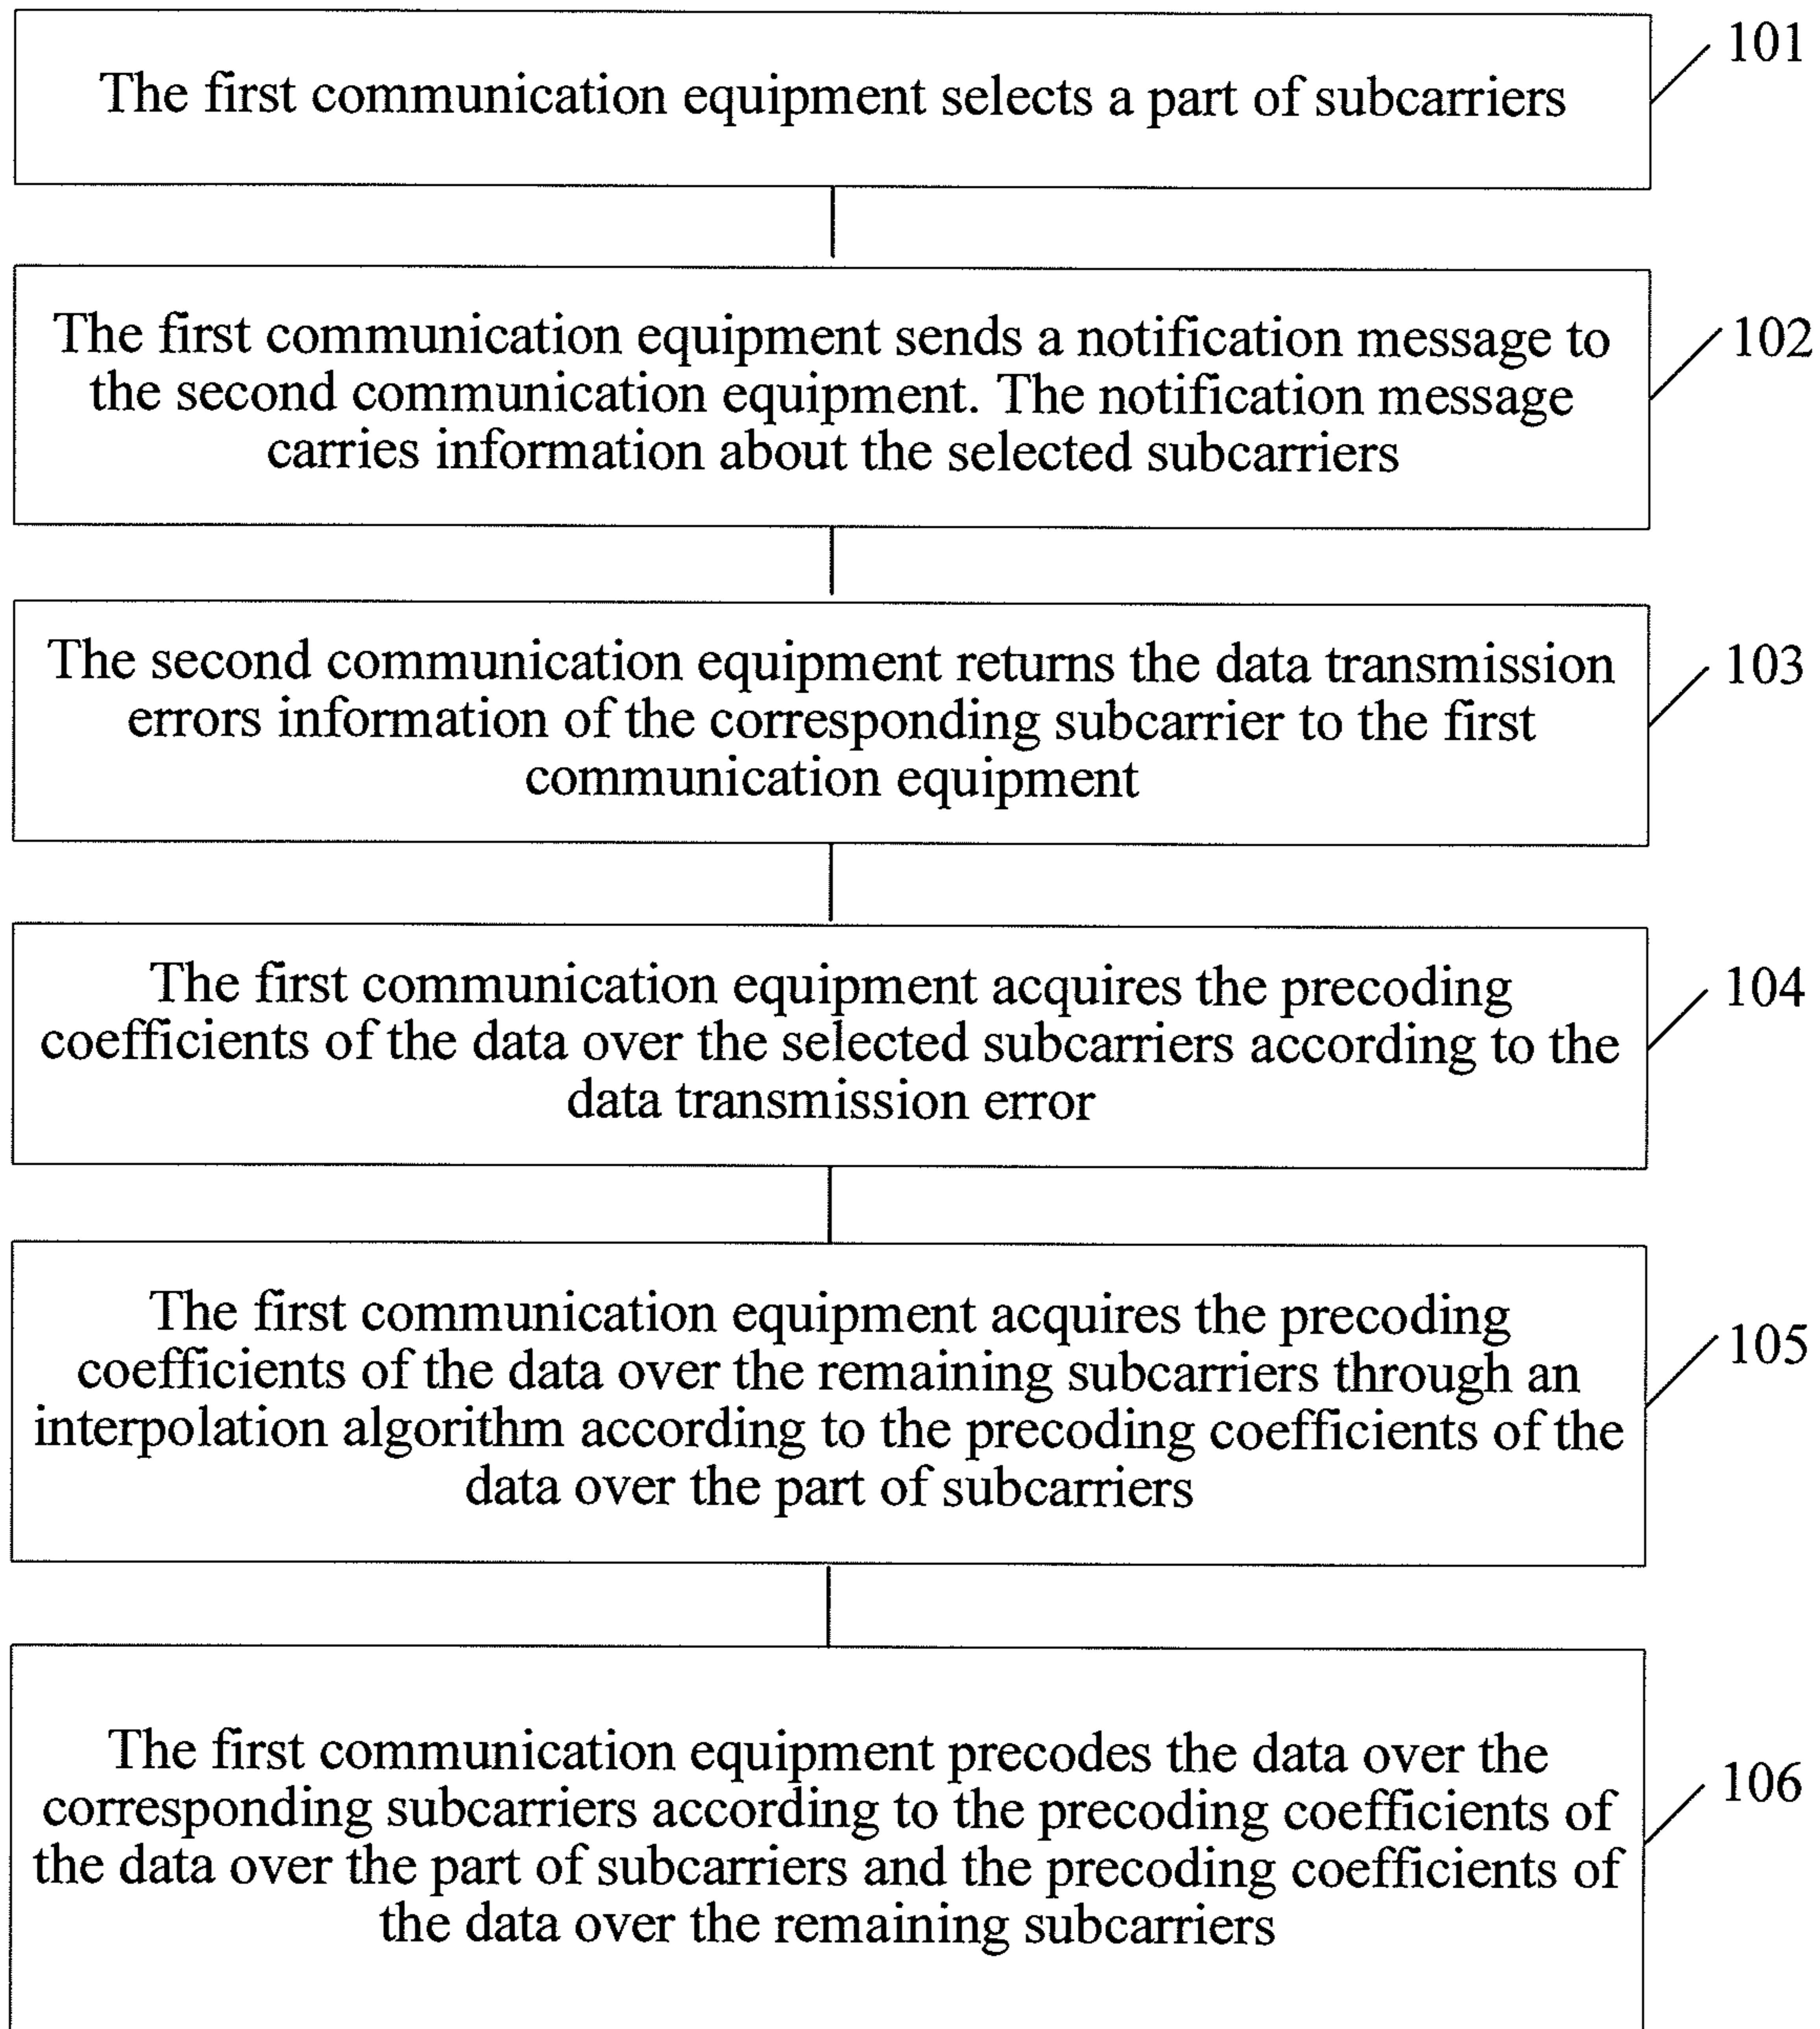 The first communication equipment selects a part of subcarriers
101
The first communication equipment sends a notification message to
the second communication equipment. The notification message
carries information about the selected subcarriers
102
The second communication equipment returns the data transmission
errors information of the corresponding subcarrier to the first
communication equipment
103
The first communication equipment acquires the precoding
coefficients of the data over the selected subcarriers according to the
data transmission error
104
The first communication equipment acquires the precoding
coefficients of the data over the remaining subcarriers through an
interpolation algorithm according to the precoding coefficients of the
data over the part of subcarriers
105
The first communication equipment precodes the data over the
corresponding subcarriers according to the precoding coefficients of
the data over the part of subcarriers and the precoding coefficients of
the data over the remaining subcarriers
106